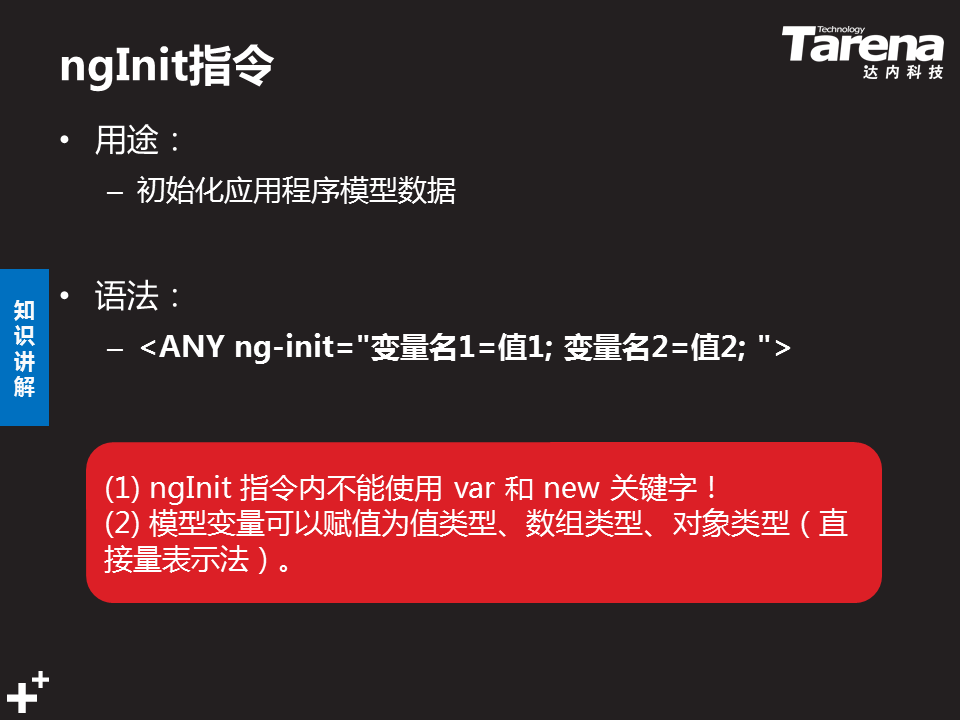 ngInit指令
Technology
Tarena
达内科技
• 用途：
– 初始化应用程序模型数据
• 语法：
– <ANY ng-init="变量名1=值1; 变量名2=值2; ">
知
识
讲
解
(1) ngInit 指令内不能使用 var 和 new 关键字！
(2) 模型变量可以赋值为值类型、数组类型、对象类型（直
接量表示法）。